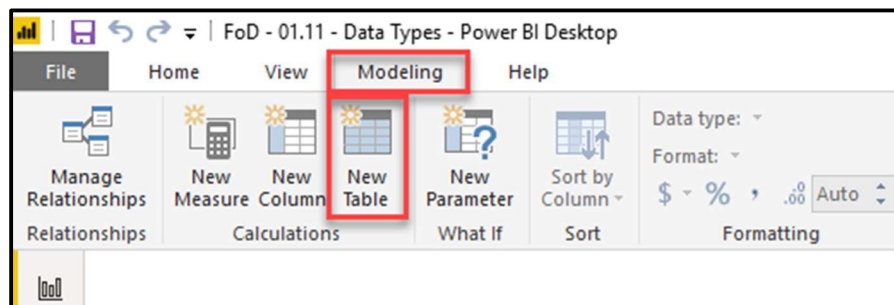 FoD - 01.11 - Data Types - Power BI Desktop
File Home View Modeling Help
Manage Relationships
New Measure
New Column
New Table
New Parameter
Sort by Column
Data type:
Format:
$ % , .00 Auto
Relationships Calculations What If Sort Formatting